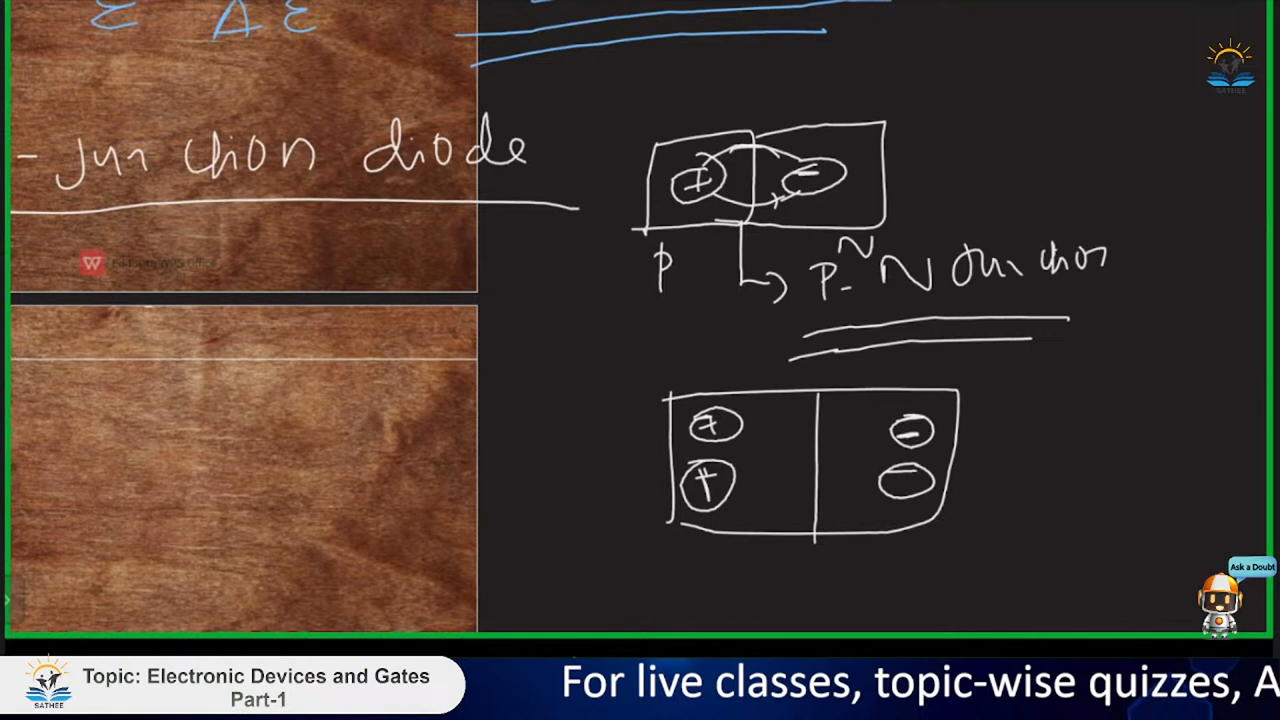 ε Δ ε
- Junction diode
+ -
P N
P-N Junction
+ -
+ -
SATHEE
Ask a Doubt
Topic: Electronic Devices and Gates
Part-1
SATHEE
For live classes, topic-wise quizzes, A